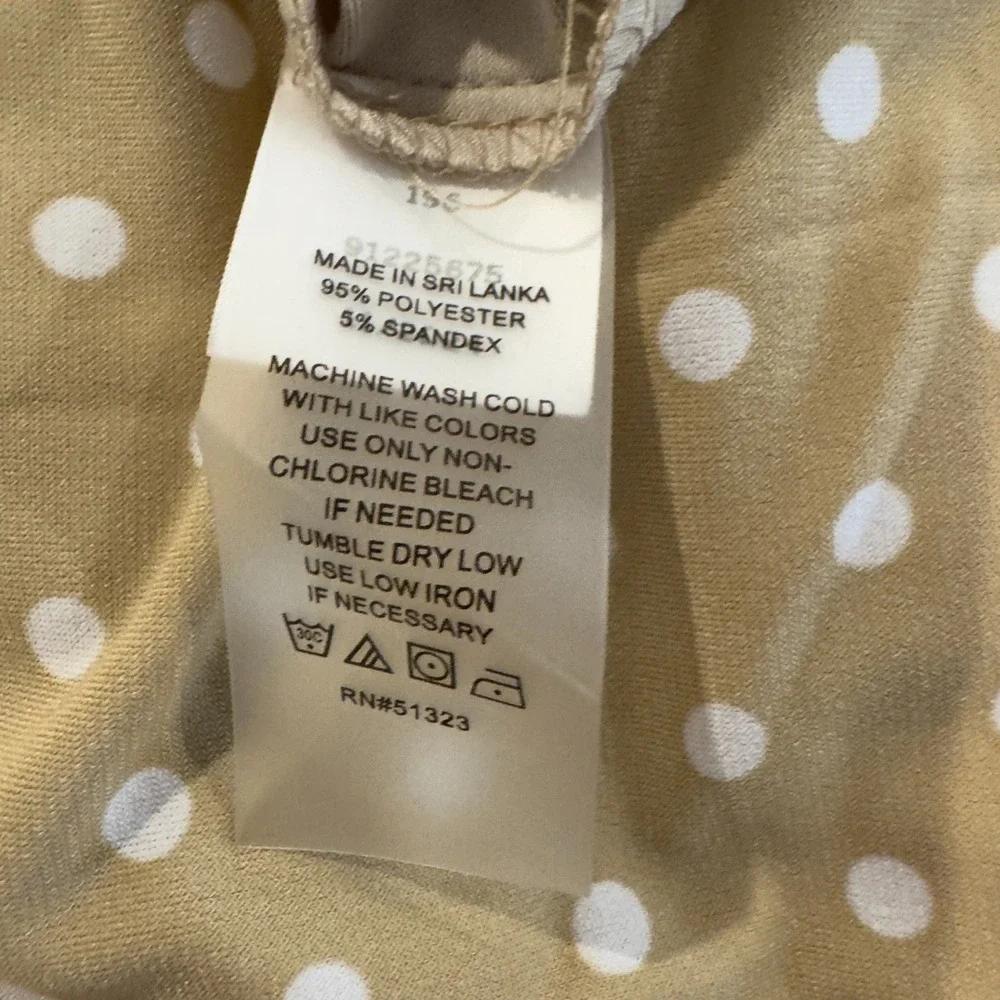 MADE IN SRI LANKA
95% POLYESTER
5% SPANDEX
MACHINE WASH COLD
WITH LIKE COLORS
USE ONLY NON-
CHLORINE BLEACH
IF NEEDED
TUMBLE DRY LOW
USE LOW IRON
IF NECESSARY
30C
RN#51323